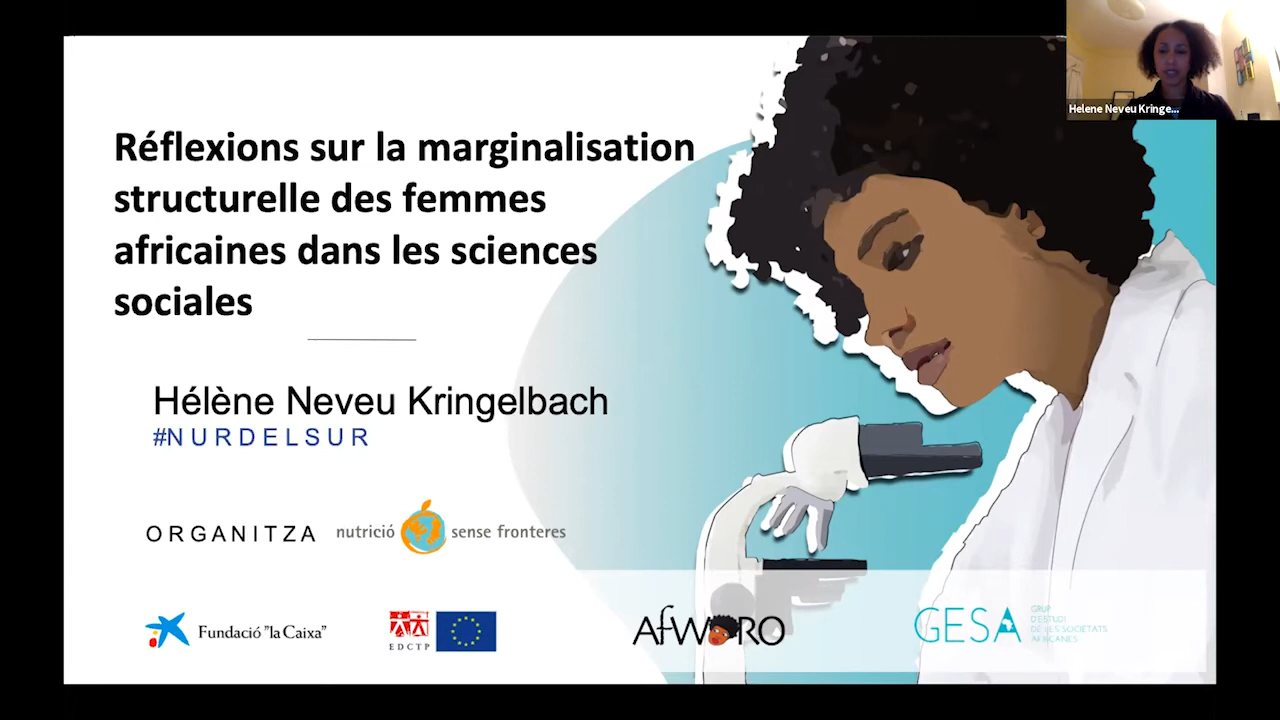 Helene Neveu Kringe...
Réflexions sur la marginalisation
structurelle des femmes
africaines dans les sciences
sociales
Hélène Neveu Kringelbach
#NURDELSUR
ORGANITZA
nutrició sense fronteres
Fundació "la Caixa"
EDCTP
AfWORO
GESA
GRUP
D'ESTUDI
DE LES SOCIETATS
AFRICANES